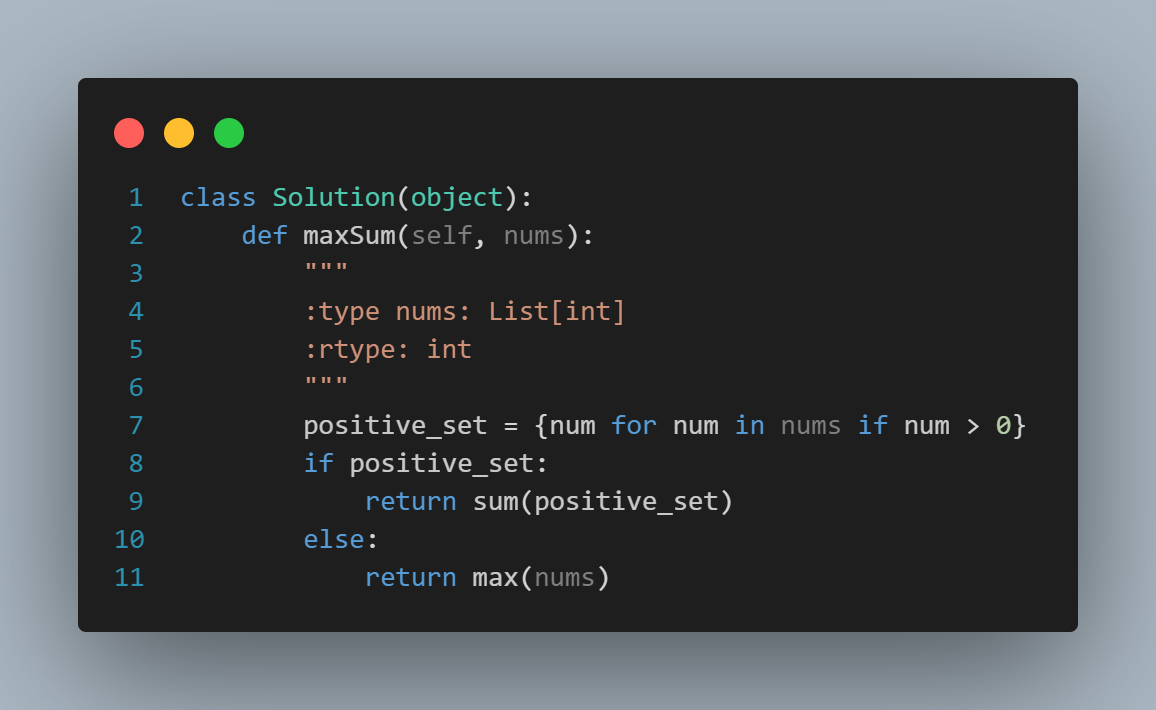 1 class Solution(object):
2     def maxSum(self, nums):
3         """
4         :type nums: List[int]
5         :rtype: int
6         """
7         positive_set = {num for num in nums if num > 0}
8         if positive_set:
9             return sum(positive_set)
10         else:
11             return max(nums)